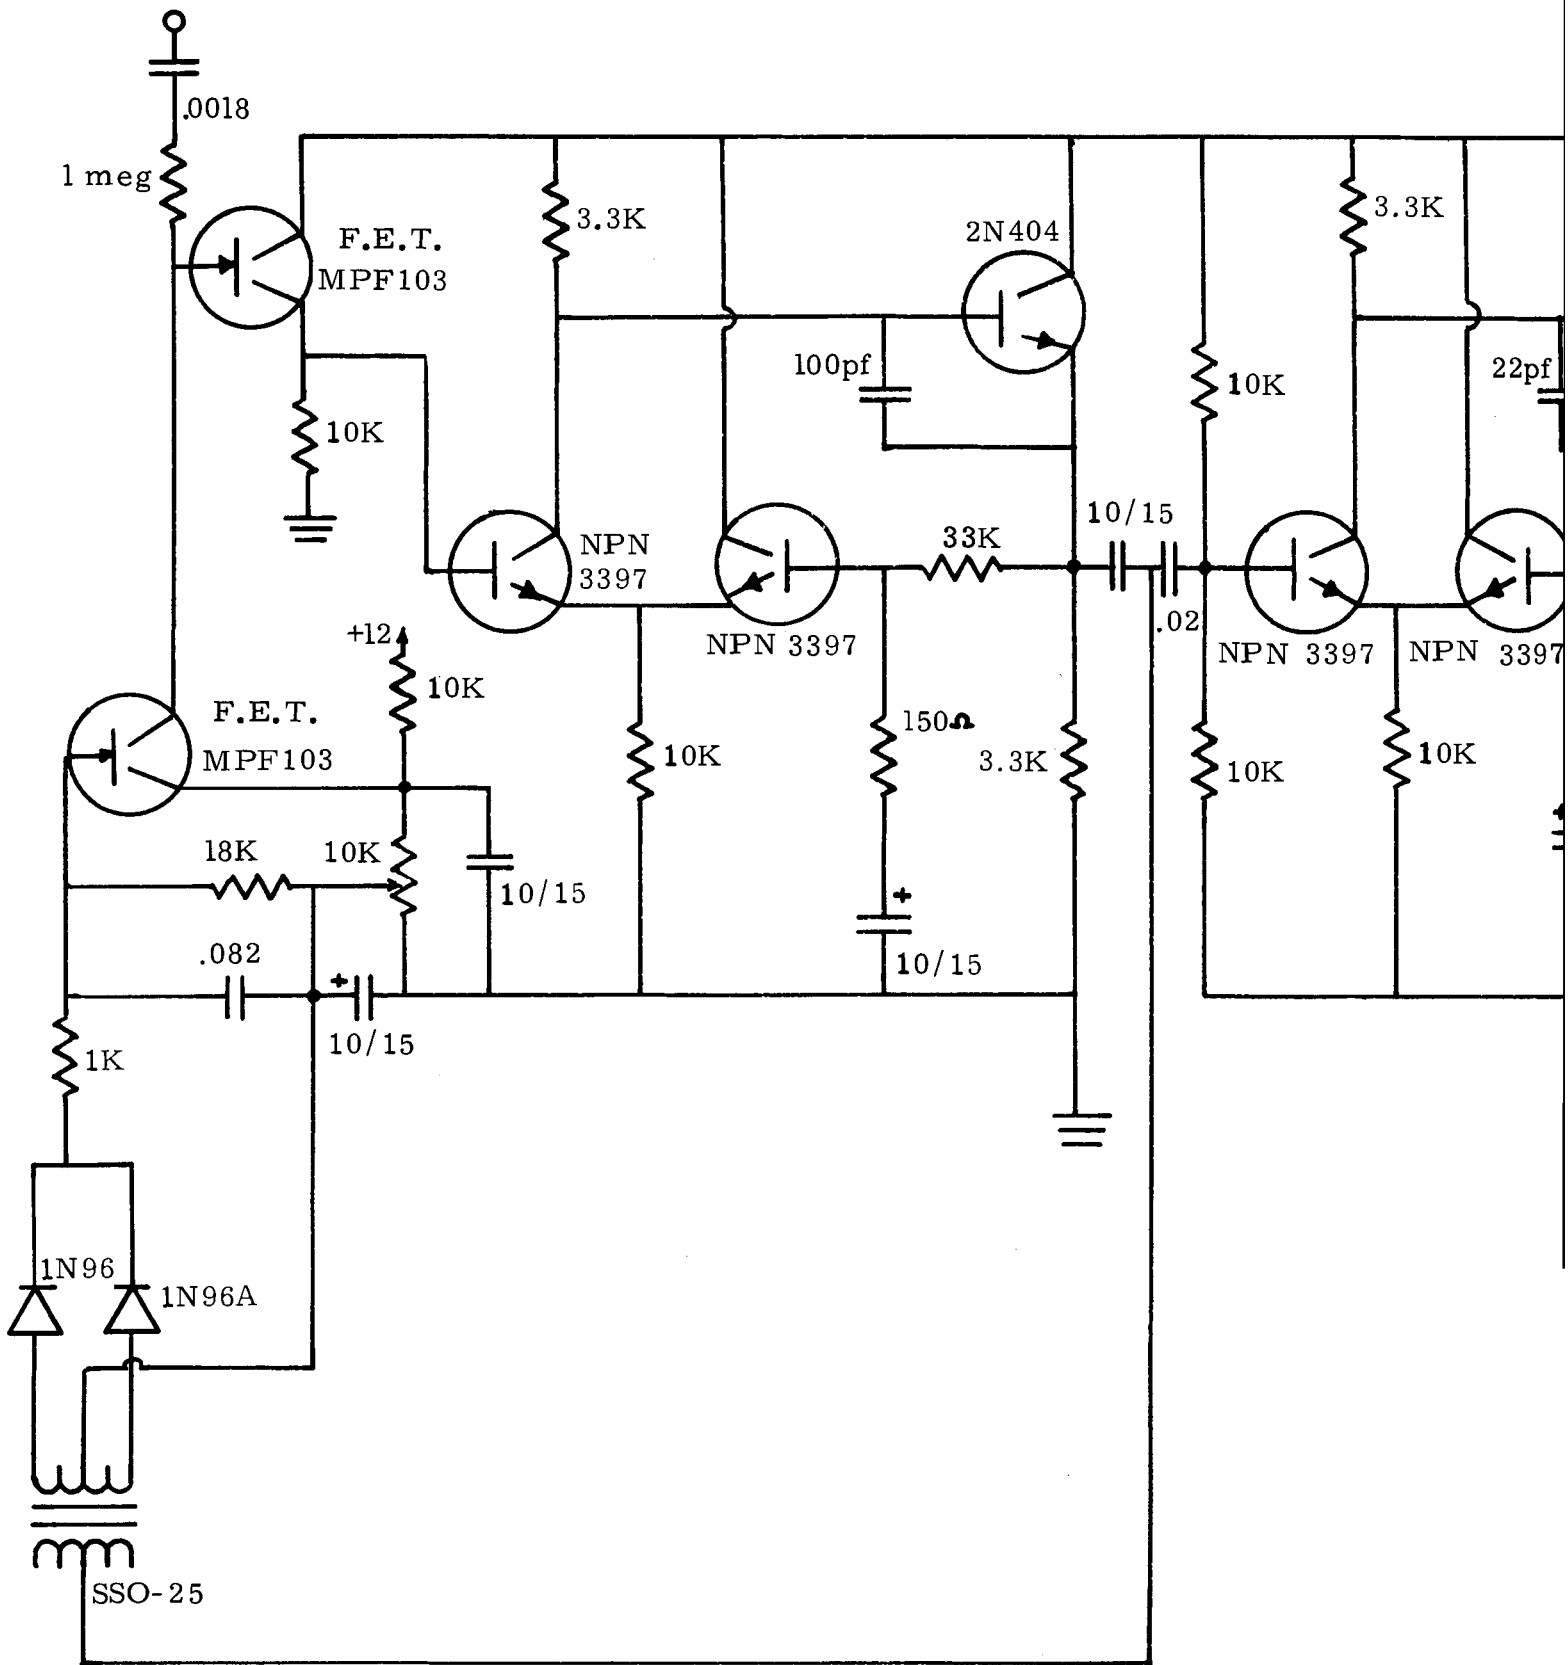 .0018
1 meg
F.E.T.
MPF103
3.3K
2N404
3.3K
100pf
10K
22pf
10K
NPN
3397
33K
10/15
.02
NPN 3397
NPN 3397
NPN 3397
+12
10K
F.E.T.
MPF103
10K
150Ω
3.3K
10K
10K
18K
10K
10/15
+
+
.082
10/15
+
10/15
1K
1N96
1N96A
SSO-25